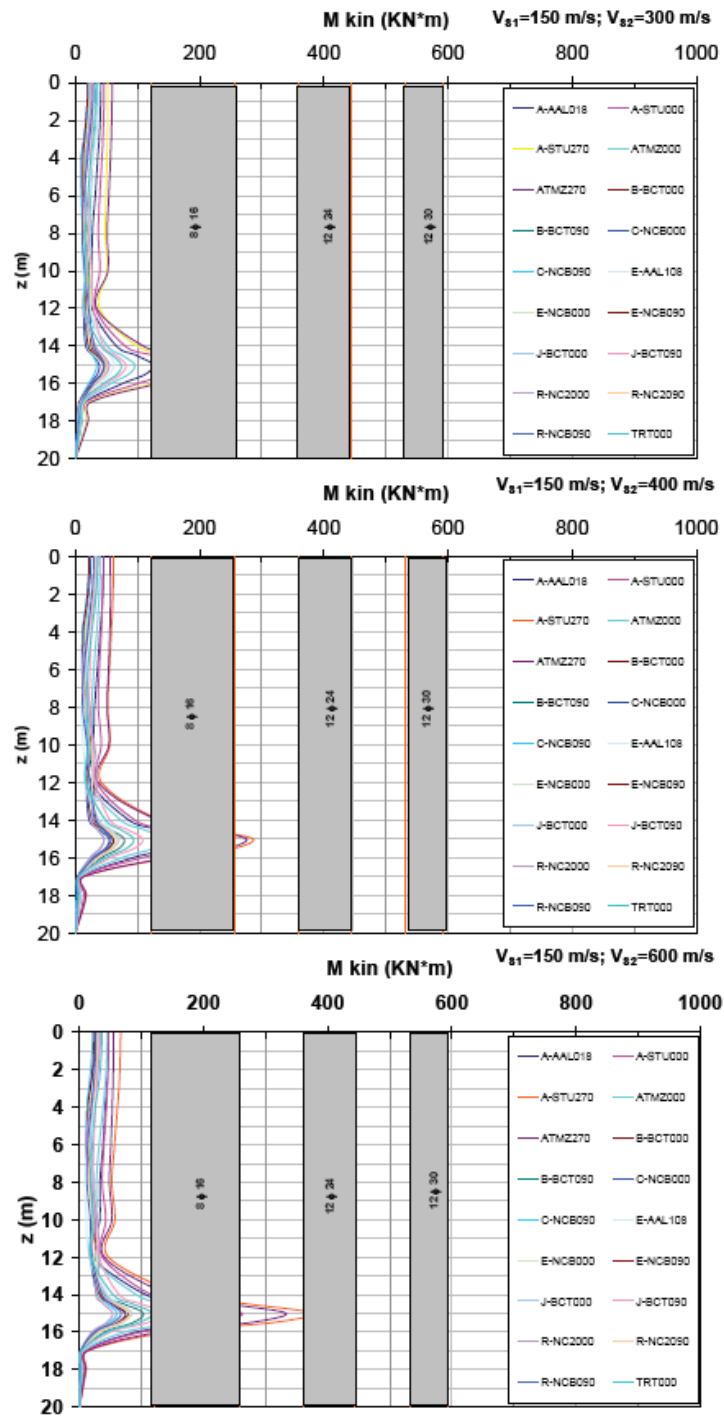 M kin (KN*m) V_S1=150 m/s; V_S2=300 m/s
0 200 400 600 800 1000
0
2
4
6
8
10
12
14
16
18
20
z (m)
8 ϕ 16
12 ϕ 24
12 ϕ 30
A-AAL018 A-STU000
A-STU270 ATMZ000
ATMZ270 B-BCT000
B-BCT090 C-NCB000
C-NCB090 E-AAL108
E-NCB000 E-NCB090
J-BCT000 J-BCT090
R-NC2000 R-NC2090
R-NCB090 TRT000
M kin (KN*m) V_S1=150 m/s; V_S2=400 m/s
0 200 400 600 800 1000
0
2
4
6
8
10
12
14
16
18
20
z (m)
8 ϕ 16
12 ϕ 24
12 ϕ 30
A-AAL018 A-STU000
A-STU270 ATMZ000
ATMZ270 B-BCT000
B-BCT090 C-NCB000
C-NCB090 E-AAL108
E-NCB000 E-NCB090
J-BCT000 J-BCT090
R-NC2000 R-NC2090
R-NCB090 TRT000
M kin (KN*m) V_S1=150 m/s; V_S2=600 m/s
0 200 400 600 800 1000
0
2
4
6
8
10
12
14
16
18
20
z (m)
8 ϕ 16
12 ϕ 24
12 ϕ 30
A-AAL018 A-STU000
A-STU270 ATMZ000
ATMZ270 B-BCT000
B-BCT090 C-NCB000
C-NCB090 E-AAL108
E-NCB000 E-NCB090
J-BCT000 J-BCT090
R-NC2000 R-NC2090
R-NCB090 TRT000